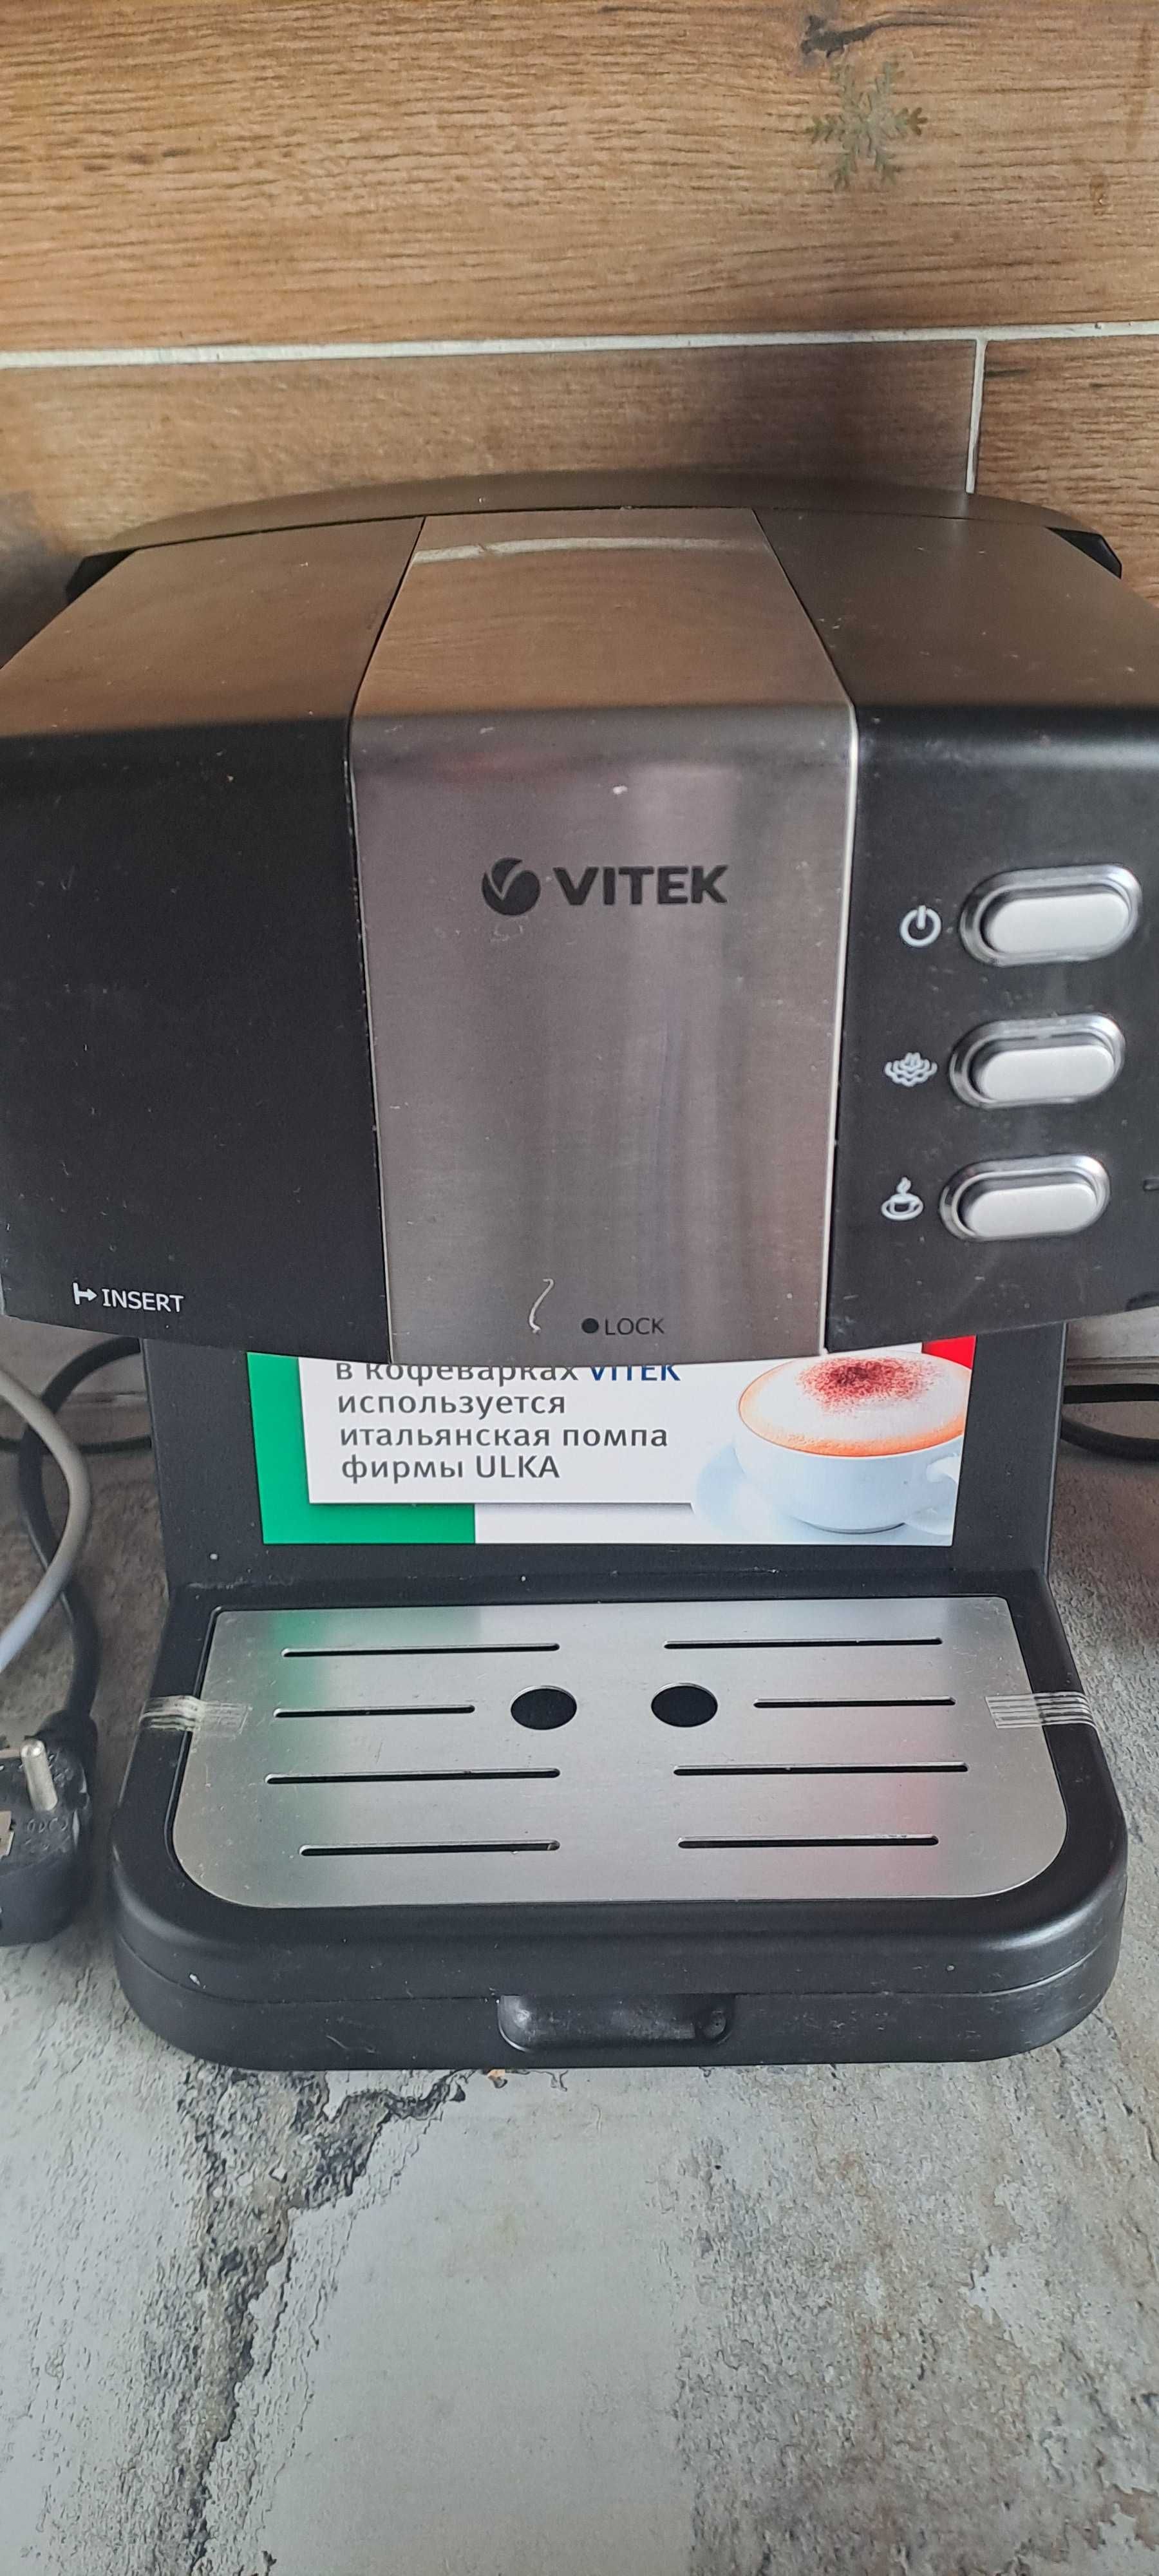 VITEK
INSERT
LOCK
в кофеварках VITEK
используется
итальянская помпа
фирмы ULKA